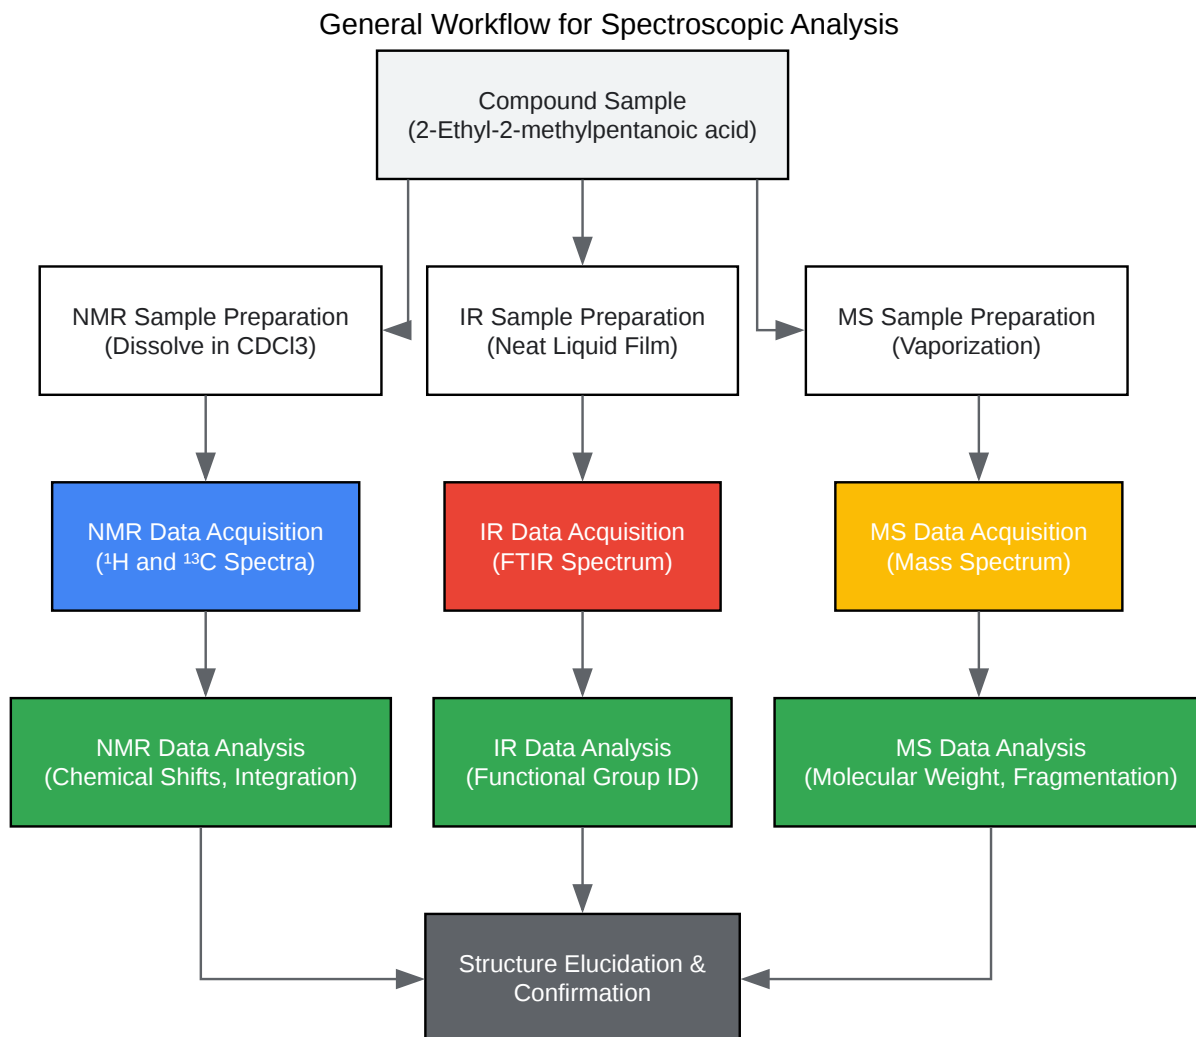 General Workflow for Spectroscopic Analysis
Compound Sample
(2-Ethyl-2-methylpentanoic acid)
NMR Sample Preparation
(Dissolve in CDCl3)
IR Sample Preparation
(Neat Liquid Film)
MS Sample Preparation
(Vaporization)
NMR Data Acquisition
(¹H and ¹³C Spectra)
IR Data Acquisition
(FTIR Spectrum)
MS Data Acquisition
(Mass Spectrum)
NMR Data Analysis
(Chemical Shifts, Integration)
IR Data Analysis
(Functional Group ID)
MS Data Analysis
(Molecular Weight, Fragmentation)
Structure Elucidation &
Confirmation